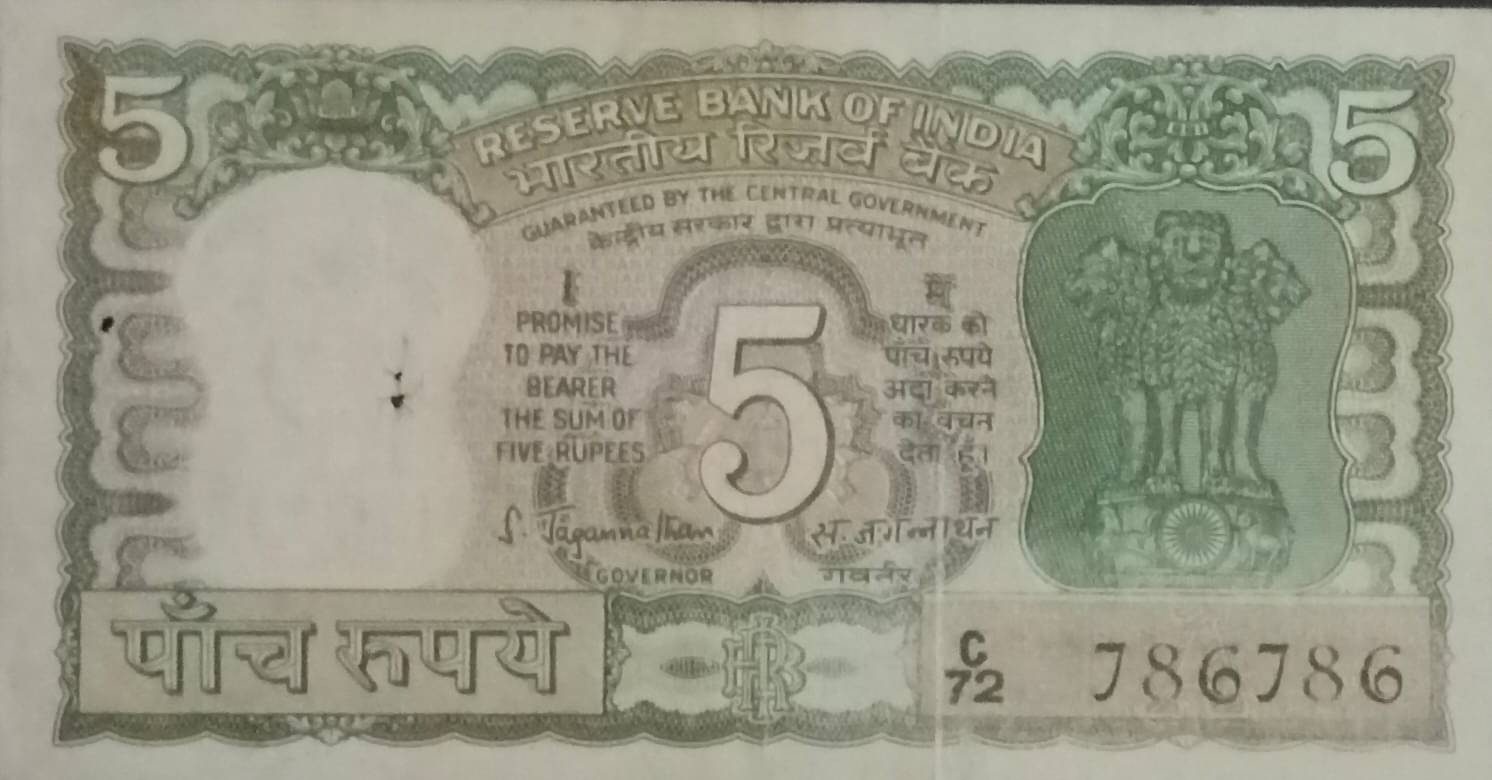 5
5
RESERVE BANK OF INDIA
भारतीय रिजर्व बैंक
GUARANTEED BY THE CENTRAL GOVERNMENT
केन्द्रीय सरकार द्वारा प्रत्याभूत
I
PROMISE
TO PAY THE
BEARER
THE SUM OF
FIVE RUPEES
5
मैं
धारक को
पाँच रुपये
अदा करने
का वचन
देता हूँ।
S. Jagannathan
GOVERNOR
स. जगन्नाथन
गवर्नर
पाँच रूपये
RBI
C
72
786786